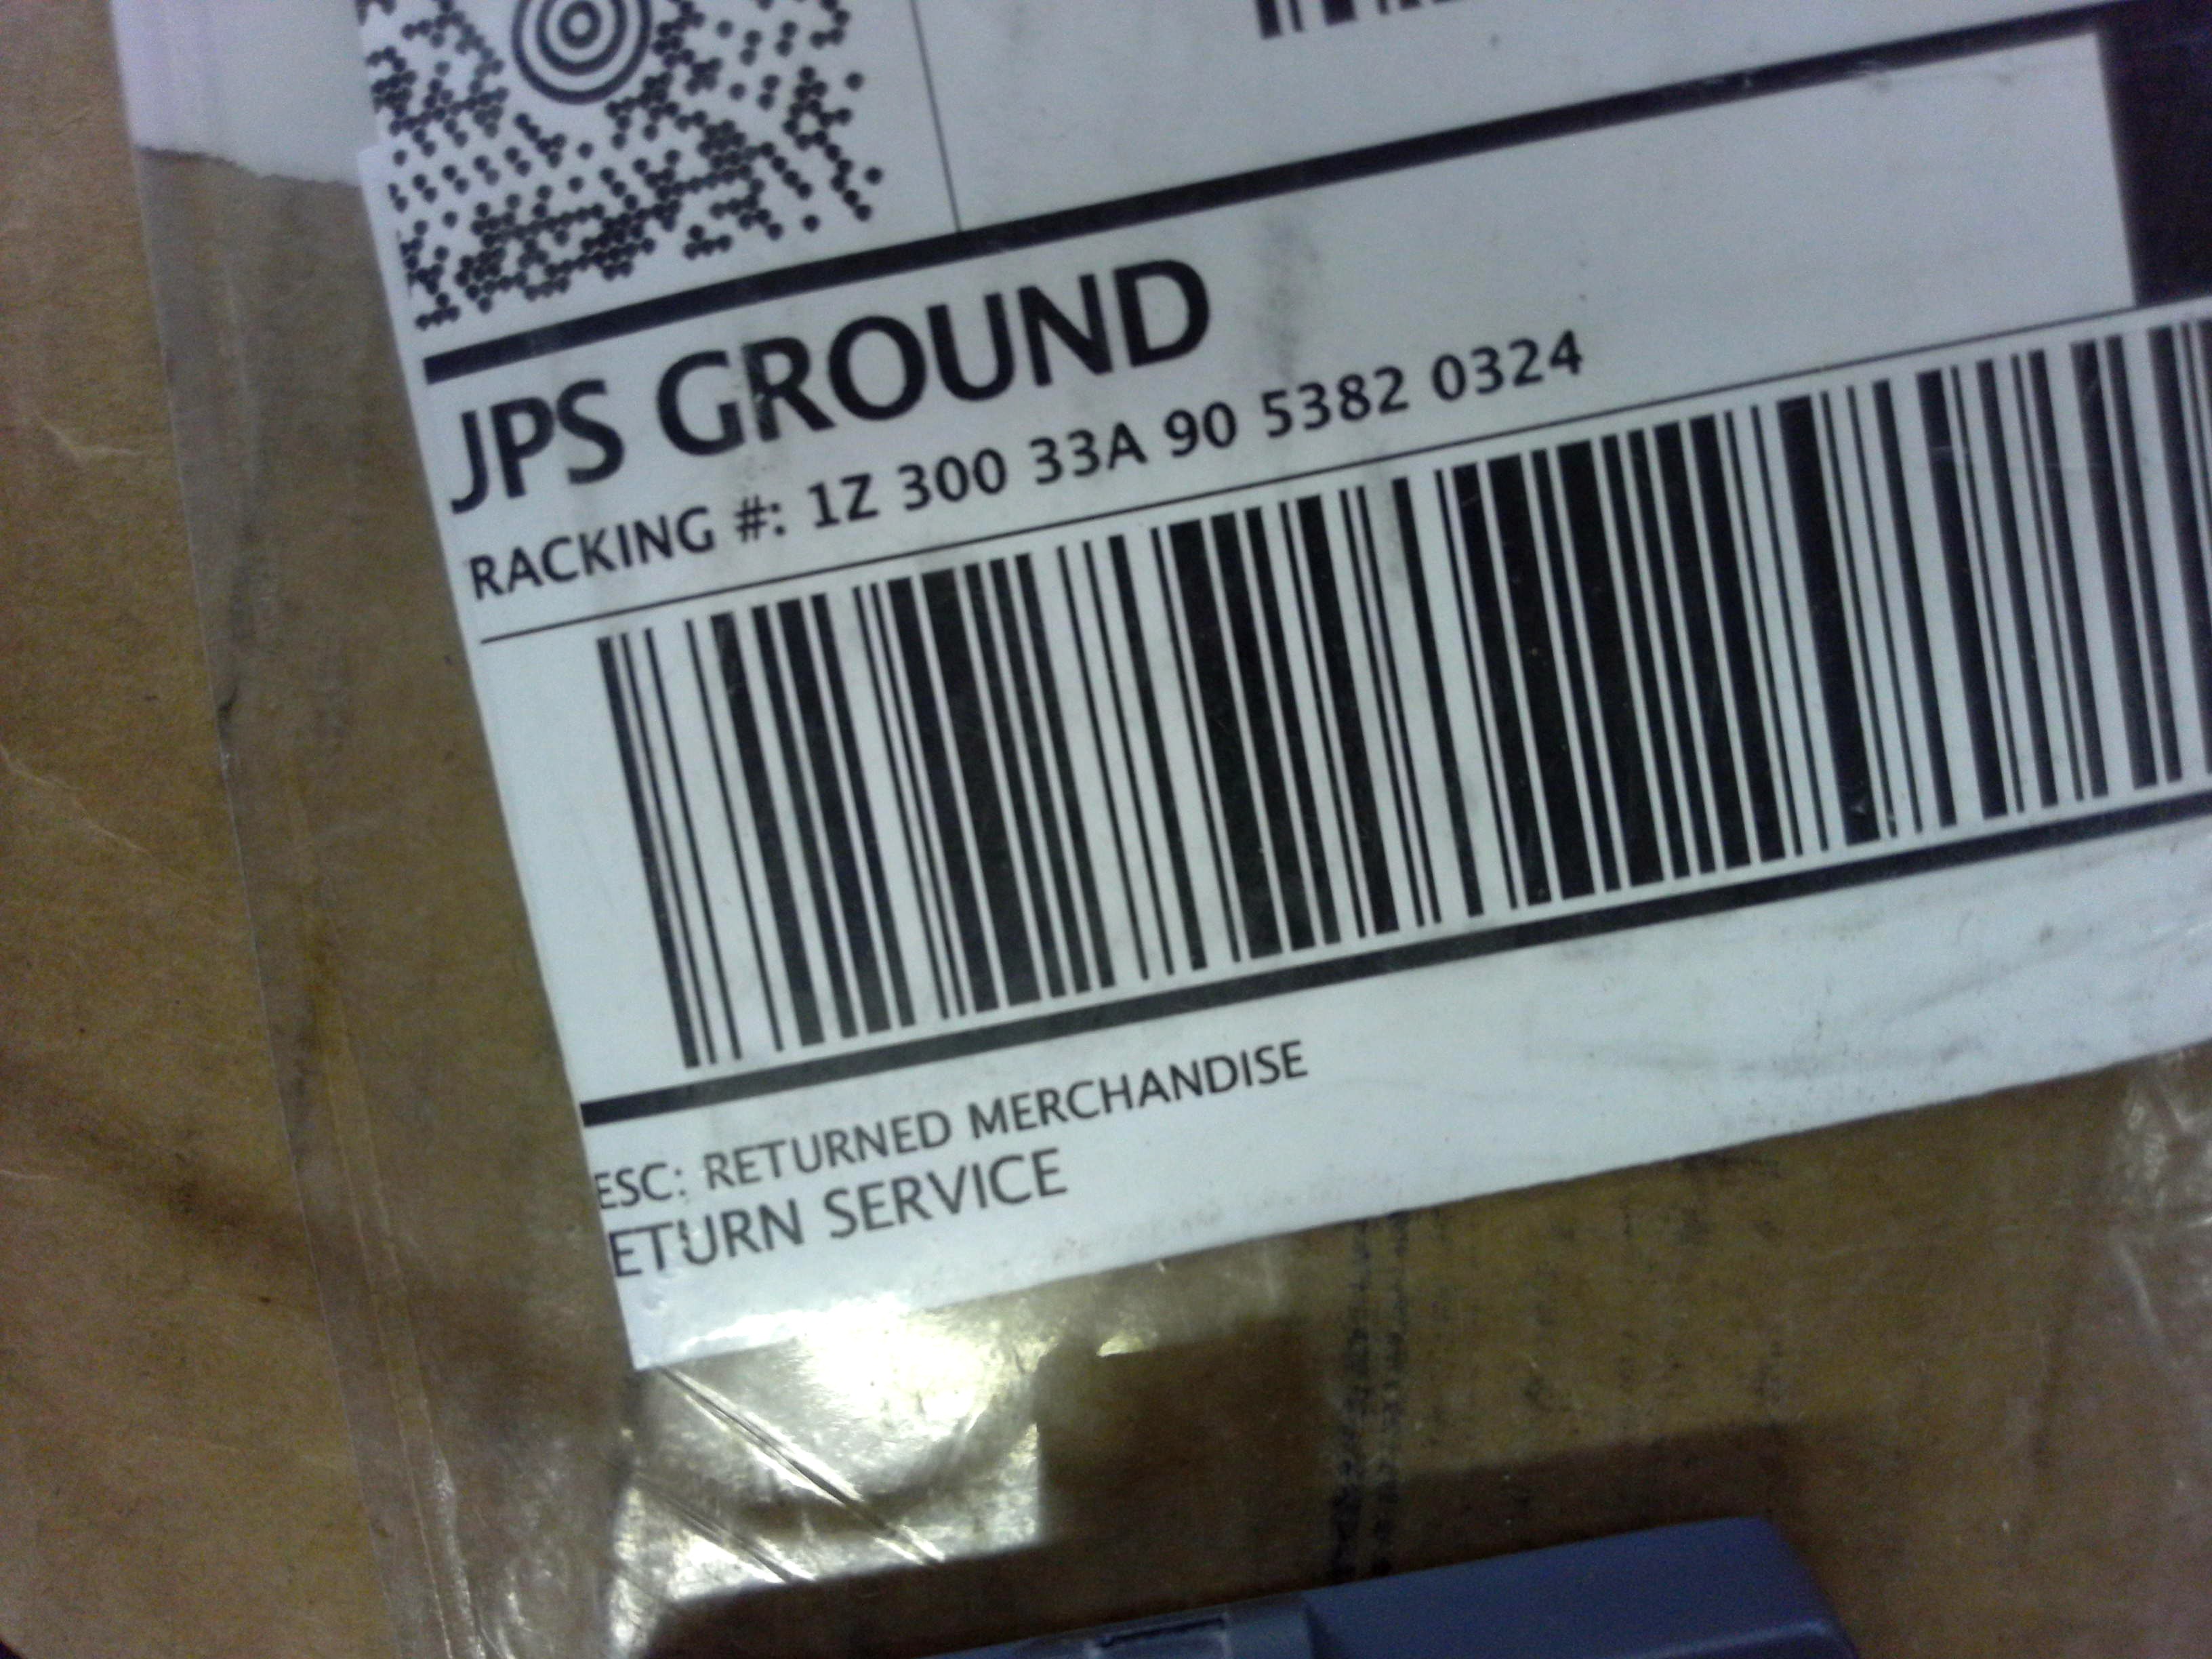 JPS GROUND
RACKING #: 1Z 300 33A 90 5382 0324
ESC: RETURNED MERCHANDISE
ETURN SERVICE